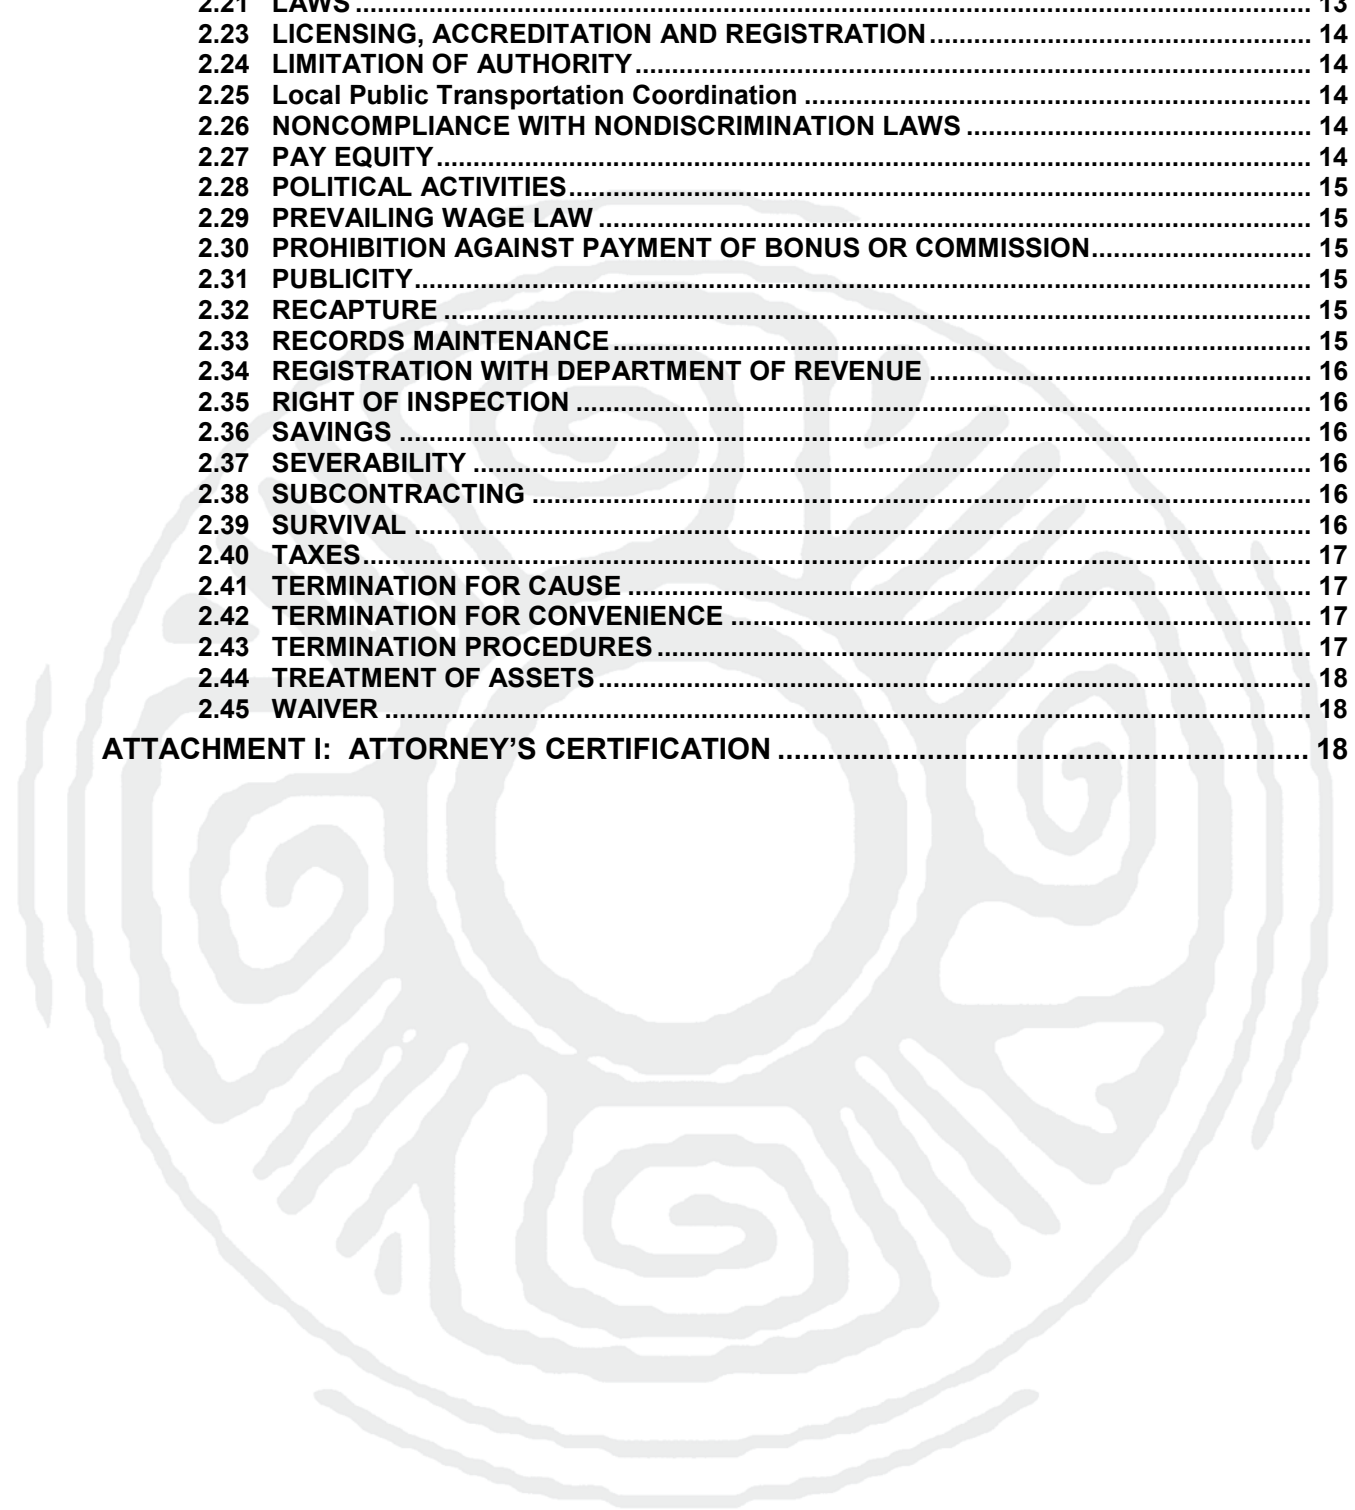 2.21 LAWS ........................................................ 13
2.23 LICENSING, ACCREDITATION AND REGISTRATION ........................................................ 14
2.24 LIMITATION OF AUTHORITY ........................................................ 14
2.25 Local Public Transportation Coordination ........................................................ 14
2.26 NONCOMPLIANCE WITH NONDISCRIMINATION LAWS ........................................................ 14
2.27 PAY EQUITY ........................................................ 14
2.28 POLITICAL ACTIVITIES ........................................................ 15
2.29 PREVAILING WAGE LAW ........................................................ 15
2.30 PROHIBITION AGAINST PAYMENT OF BONUS OR COMMISSION ........................................................ 15
2.31 PUBLICITY ........................................................ 15
2.32 RECAPTURE ........................................................ 15
2.33 RECORDS MAINTENANCE ........................................................ 15
2.34 REGISTRATION WITH DEPARTMENT OF REVENUE ........................................................ 16
2.35 RIGHT OF INSPECTION ........................................................ 16
2.36 SAVINGS ........................................................ 16
2.37 SEVERABILITY ........................................................ 16
2.38 SUBCONTRACTING ........................................................ 16
2.39 SURVIVAL ........................................................ 16
2.40 TAXES ........................................................ 17
2.41 TERMINATION FOR CAUSE ........................................................ 17
2.42 TERMINATION FOR CONVENIENCE ........................................................ 17
2.43 TERMINATION PROCEDURES ........................................................ 17
2.44 TREATMENT OF ASSETS ........................................................ 18
2.45 WAIVER ........................................................ 18
ATTACHMENT I: ATTORNEY’S CERTIFICATION ........................................................ 18